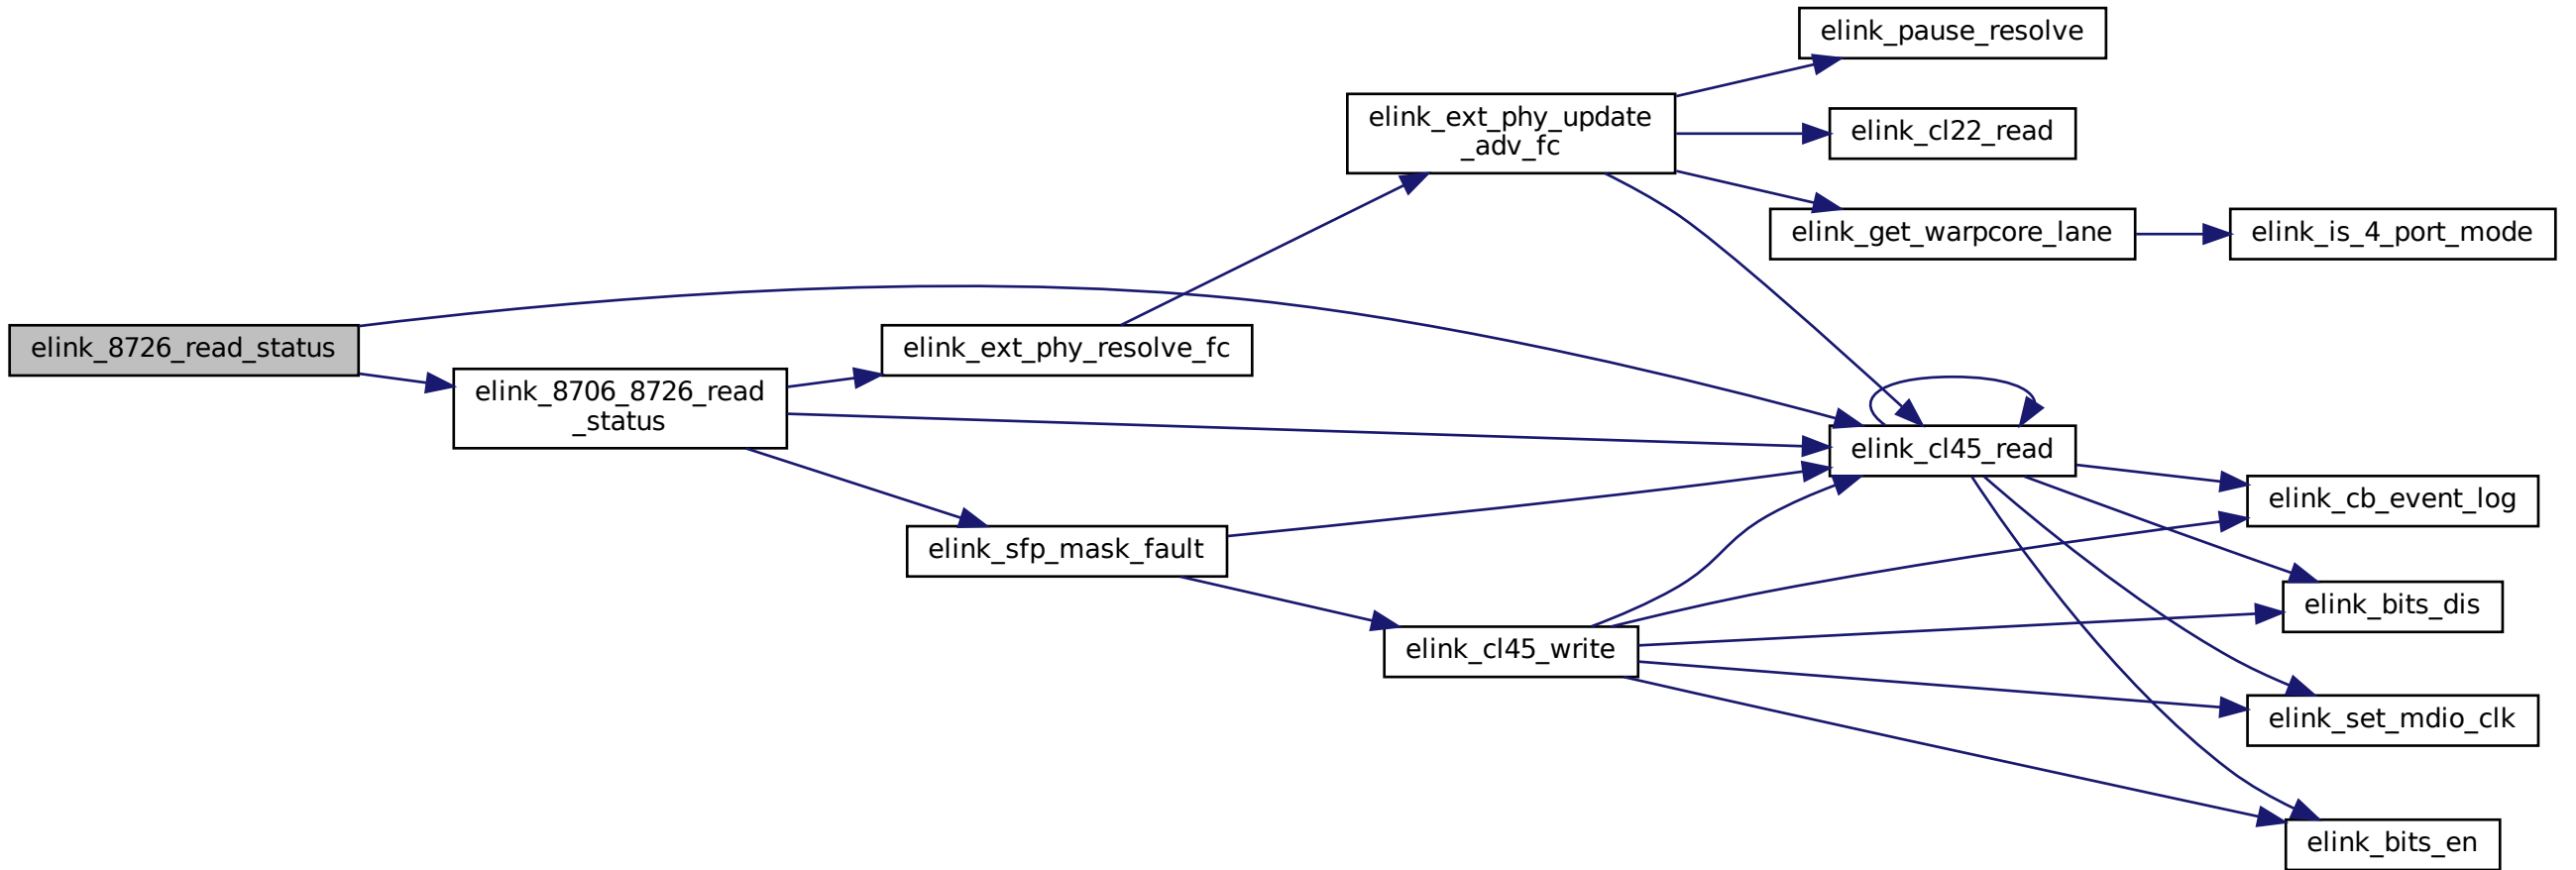 elink_pause_resolve
elink_ext_phy_update
_adv_fc
elink_cl22_read
elink_get_warpcore_lane
elink_is_4_port_mode
elink_8726_read_status
elink_ext_phy_resolve_fc
elink_8706_8726_read
_status
elink_cl45_read
elink_cb_event_log
elink_sfp_mask_fault
elink_bits_dis
elink_cl45_write
elink_set_mdio_clk
elink_bits_en